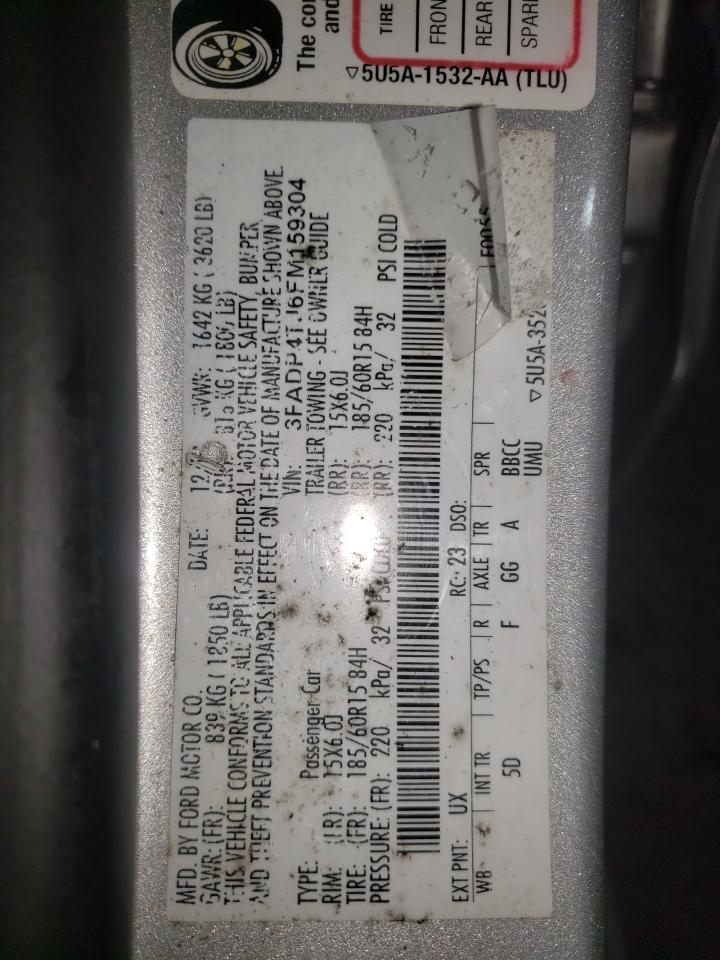 The co
and
TIRE
FRON
REAR
SPAR
▽5U5A-1532-AA (TLU)
MFD. BY FORD MOTOR CO. DATE: 12/ GVWR: 1642 KG ( 3620 LB)
GAWR: (FR): 839 KG ( 1850 LB) KG ( LB)
THIS VEHICLE CONFORMS TO ALL APPLICABLE FEDERAL MOTOR VEHICLE SAFETY, BUMPER
AND THEFT PREVENTION STANDARDS IN EFFECT ON THE DATE OF MANUFACTURE SHOWN ABOVE.
VIN: 3FADP4TJ6FM159304
TYPE: Passenger Car TRAILER TOWING - SEE OWNER GUIDE
RIM: (FR): 15X6.0J (RR): 15X6.0J
TIRE: (FR): 185/60R15 84H (RR): 185/60R15 84H
PRESSURE: (FR): 220 kPa/ 32 PSI COLD (RR): 220 kPa/ 32 PSI COLD
EXT PNT: UX RC: 23 DSO:
WB INT TR TP/PS R AXLE TR SPR
5D F GG A BBCC
UMU
▽5U5A-352